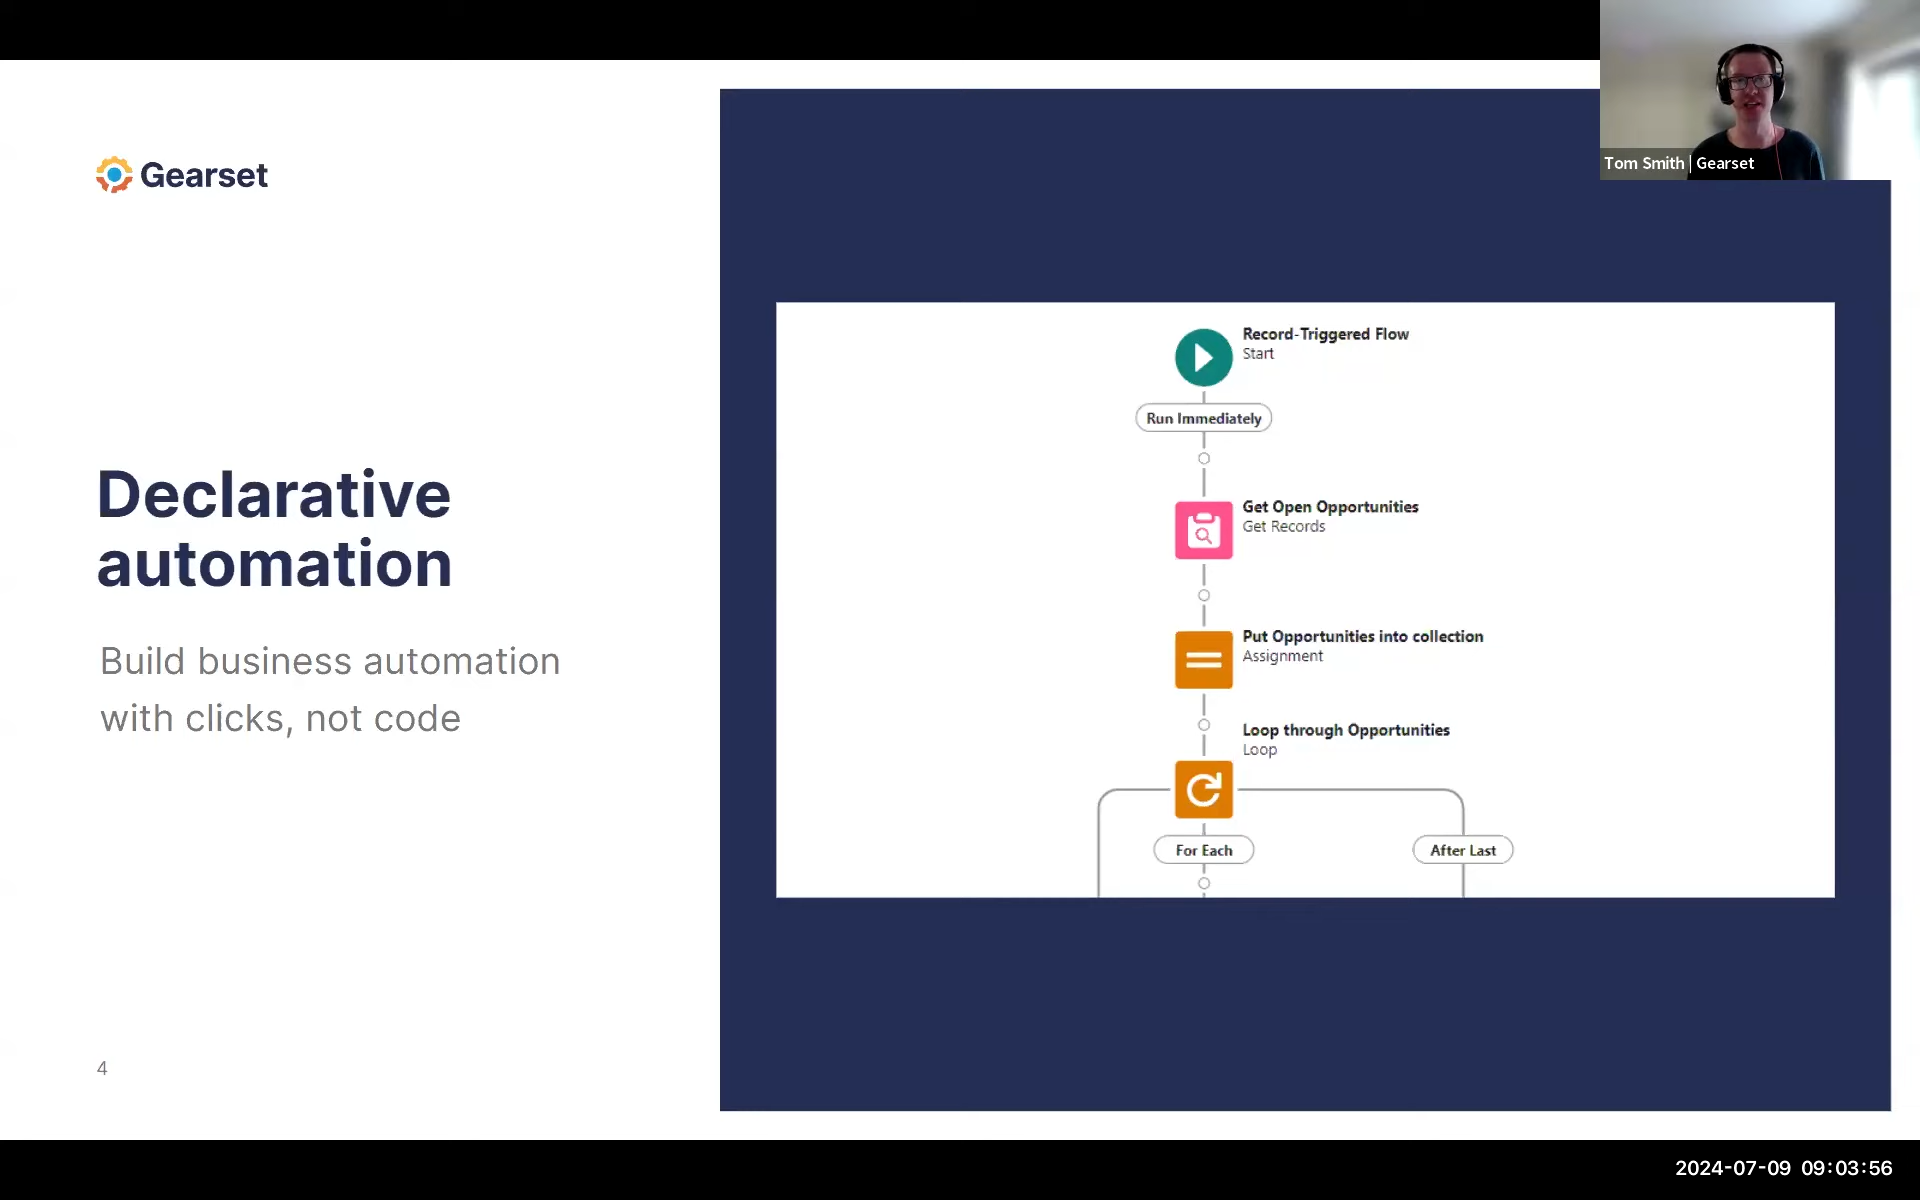 Tom Smith | Gearset
Gearset
Declarative
automation
Build business automation
with clicks, not code
Record-Triggered Flow
Start
Run Immediately
Get Open Opportunities
Get Records
Put Opportunities into collection
Assignment
Loop through Opportunities
Loop
For Each
After Last
4
2024-07-09 09:03:56